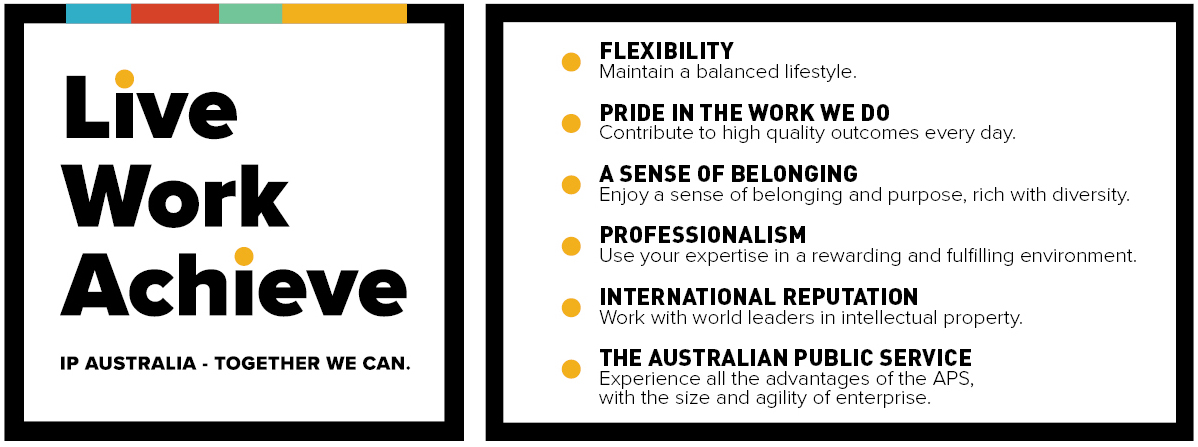 Live
Work
Achieve
IP AUSTRALIA - TOGETHER WE CAN.
FLEXIBILITY
Maintain a balanced lifestyle.
PRIDE IN THE WORK WE DO
Contribute to high quality outcomes every day.
A SENSE OF BELONGING
Enjoy a sense of belonging and purpose, rich with diversity.
PROFESSIONALISM
Use your expertise in a rewarding and fulfilling environment.
INTERNATIONAL REPUTATION
Work with world leaders in intellectual property.
THE AUSTRALIAN PUBLIC SERVICE
Experience all the advantages of the APS,
with the size and agility of enterprise.